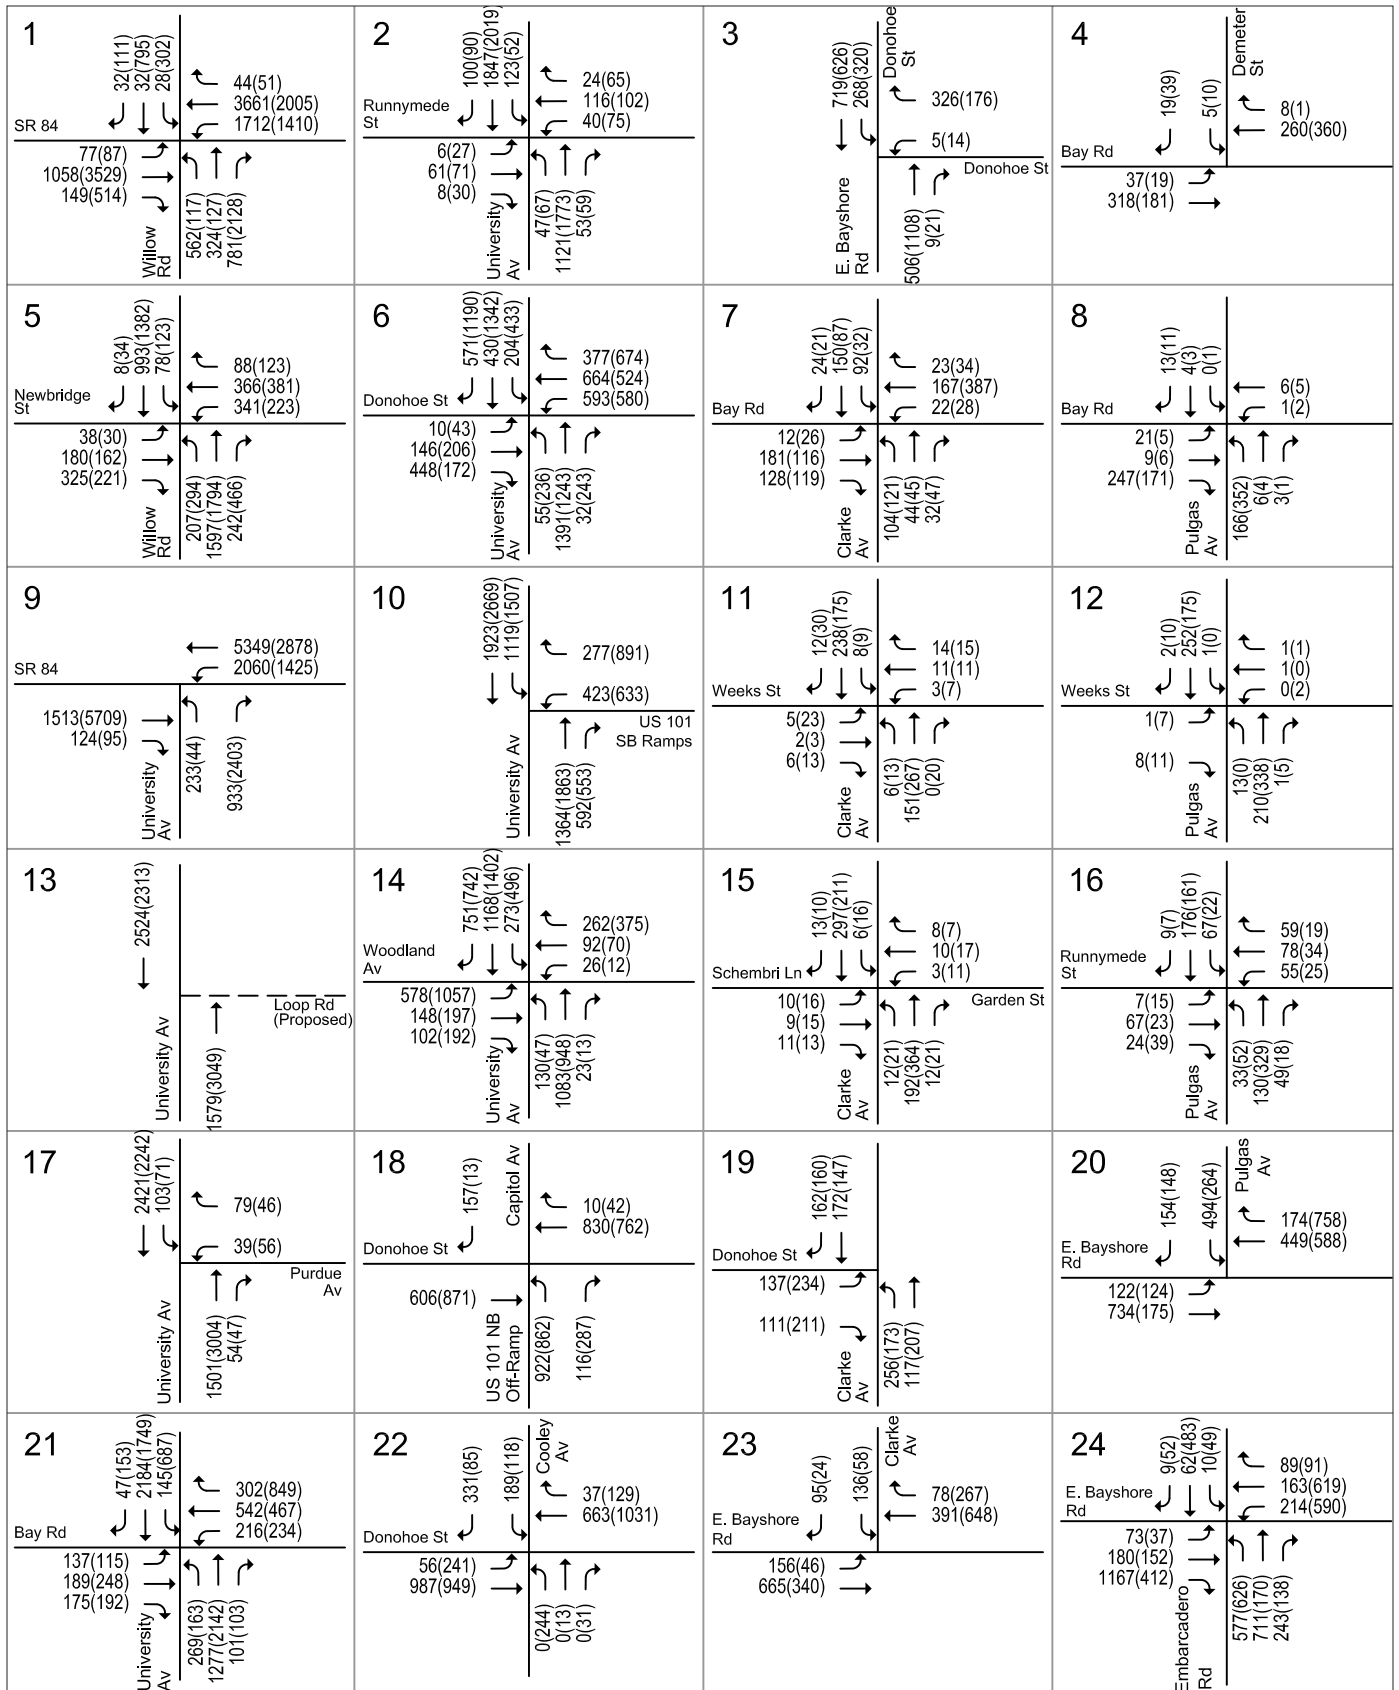 1
32(111)
32(795)
28(302)
44(51)
3661(2005)
1712(1410)
SR 84
77(87)
1058(3529)
149(514)
Willow
Rd
562(117)
324(127)
781(2128)
2
100(90)
1847(2019)
123(52)
24(65)
116(102)
40(75)
Runnymede
St
6(27)
61(71)
8(30)
University
Av
47(67)
1121(1773)
53(59)
3
719(626)
268(320)
Donohoe
St
326(176)
5(14)
Donohoe St
E. Bayshore
Rd
506(1108)
9(21)
4
19(39)
5(10)
Demeter
St
8(1)
260(360)
Bay Rd
37(19)
318(181)
5
8(34)
993(1382)
78(123)
88(123)
366(381)
341(223)
Newbridge
St
38(30)
180(162)
325(221)
Willow
Rd
207(294)
1597(1794)
242(466)
6
571(1190)
430(1342)
204(433)
377(674)
664(524)
593(580)
Donohoe St
10(43)
146(206)
448(172)
University
Av
55(236)
1391(1243)
32(243)
7
24(21)
150(87)
92(32)
23(34)
167(387)
22(28)
Bay Rd
12(26)
181(116)
128(119)
Clarke
Av
104(121)
44(45)
32(47)
8
13(11)
4(3)
0(1)
6(5)
1(2)
Bay Rd
21(5)
9(6)
247(171)
Pulgas
Av
166(352)
6(4)
3(1)
9
5349(2878)
2060(1425)
SR 84
1513(5709)
124(95)
University
Av
233(44)
933(2403)
10
1923(2669)
1119(1507)
277(891)
423(633)
US 101
SB Ramps
University Av
1364(1863)
592(553)
11
12(30)
238(175)
8(9)
14(15)
11(11)
3(7)
Weeks St
5(23)
2(3)
6(13)
Clarke
Av
6(13)
151(267)
0(20)
12
2(10)
252(175)
1(0)
1(1)
1(0)
0(2)
Weeks St
1(7)
8(11)
Pulgas
Av
13(0)
210(338)
1(5)
13
2524(2313)
Loop Rd
(Proposed)
University Av
1579(3049)
14
751(742)
1168(1402)
273(496)
262(375)
92(70)
26(12)
Woodland
Av
578(1057)
148(197)
102(192)
University
Av
130(47)
1083(948)
23(13)
15
13(10)
297(211)
6(16)
8(7)
10(17)
3(11)
Schembri Ln
Garden St
10(16)
9(15)
11(13)
Clarke
Av
12(21)
192(364)
12(21)
16
9(7)
176(161)
67(22)
59(19)
78(34)
55(25)
Runnymede
St
7(15)
67(23)
24(39)
Pulgas
Av
33(52)
130(329)
49(18)
17
2421(2242)
103(71)
79(46)
39(56)
Purdue
Av
University Av
1501(3004)
54(47)
18
157(13)
Capitol Av
10(42)
830(762)
Donohoe St
606(871)
US 101 NB
Off-Ramp
922(862)
116(287)
19
162(160)
172(147)
Donohoe St
137(234)
111(211)
Clarke
Av
256(173)
117(207)
20
154(148)
494(264)
Pulgas
Av
174(758)
449(588)
E. Bayshore
Rd
122(124)
734(175)
21
47(153)
2184(1749)
145(687)
302(849)
542(467)
216(234)
Bay Rd
137(115)
189(248)
175(192)
University
Av
269(163)
1277(2142)
101(103)
22
331(85)
189(118)
Cooley
Av
37(129)
663(1031)
Donohoe St
56(241)
987(949)
0(244)
0(13)
0(31)
23
95(24)
136(58)
Clarke
Av
78(267)
391(648)
E. Bayshore
Rd
156(46)
665(340)
24
9(52)
62(483)
10(49)
89(91)
163(619)
214(590)
E. Bayshore
Rd
73(37)
180(152)
1167(412)
Embarcadero
Rd
577(626)
711(170)
243(138)